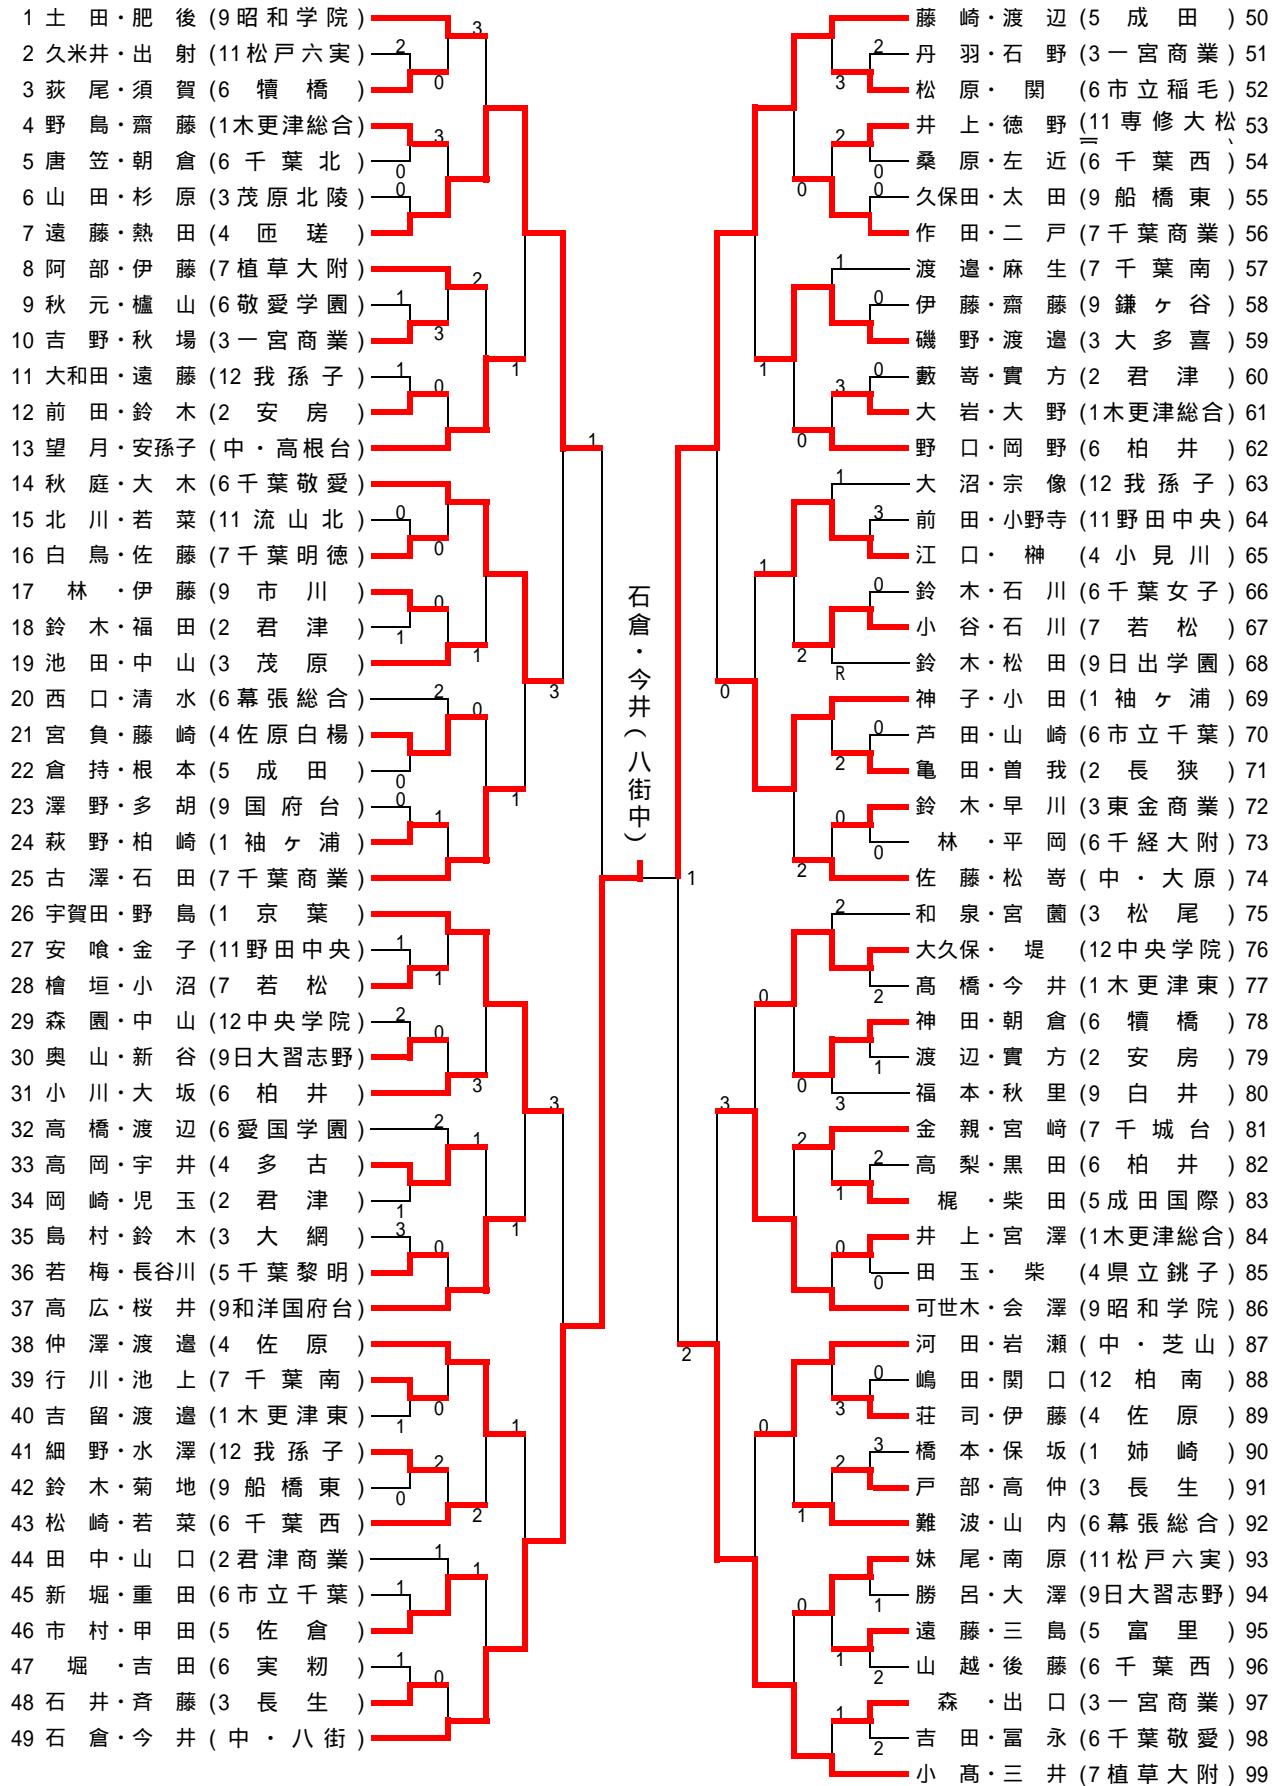 1 土田・肥後 (9 昭和学院)
2 久米井・出射 (11 松戸六実)
3 荻尾・須賀 (6 犢橋)
4 野島・齋藤 (1 木更津総合)
5 唐笠・朝倉 (6 千葉北)
6 山田・杉原 (3 茂原北陵)
7 遠藤・熱田 (4 匝瑳)
8 阿部・伊藤 (7 植草大附)
9 秋元・櫨山 (6 敬愛学園)
10 吉野・秋場 (3 一宮商業)
11 大和田・遠藤 (12 我孫子)
12 前田・鈴木 (2 安房)
13 望月・安孫子 (中・高根台)
14 秋庭・大木 (6 千葉敬愛)
15 北川・若菜 (11 流山北)
16 白鳥・佐藤 (7 千葉明徳)
17 林・伊藤 (9 市川)
18 鈴木・福田 (2 君津)
19 池田・中山 (3 茂原)
20 西口・清水 (6 幕張総合)
21 宮負・藤崎 (4 佐原白楊)
22 倉持・根本 (5 成田)
23 澤野・多胡 (9 国府台)
24 萩野・柏崎 (1 袖ヶ浦)
25 古澤・石田 (7 千葉商業)
26 宇賀田・野島 (1 京葉)
27 安喰・金子 (11 野田中央)
28 檜垣・小沼 (7 若松)
29 森園・中山 (12 中央学院)
30 奥山・新谷 (9 日大習志野)
31 小川・大坂 (6 柏井)
32 高橋・渡辺 (6 愛国学園)
33 高岡・宇井 (4 多古)
34 岡崎・児玉 (2 君津)
35 島村・鈴木 (3 大網)
36 若梅・長谷川 (5 千葉黎明)
37 高広・桜井 (9 和洋国府台)
38 仲澤・渡邉 (4 佐原)
39 行川・池上 (7 千葉南)
40 吉留・渡邉 (1 木更津東)
41 細野・水澤 (12 我孫子)
42 鈴木・菊地 (9 船橋東)
43 松崎・若菜 (6 千葉西)
44 田中・山口 (2 君津商業)
45 新堀・重田 (6 市立千葉)
46 市村・甲田 (5 佐倉)
47 堀・吉田 (6 実籾)
48 石井・斉藤 (3 長生)
49 石倉・今井 (中・八街)
石倉・今井(八街中)
藤崎・渡辺 (5 成田) 50
丹羽・石野 (3 一宮商業) 51
松原・関 (6 市立稲毛) 52
井上・徳野 (11 専修大松 53
桑原・左近 (6 千葉西) 54
久保田・太田 (9 船橋東) 55
作田・二戸 (7 千葉商業) 56
渡邉・麻生 (7 千葉南) 57
伊藤・齋藤 (9 鎌ヶ谷) 58
磯野・渡邉 (3 大多喜) 59
藪嵜・實方 (2 君津) 60
大岩・大野 (1 木更津総合) 61
野口・岡野 (6 柏井) 62
大沼・宗像 (12 我孫子) 63
前田・小野寺 (11 野田中央) 64
江口・榊 (4 小見川) 65
鈴木・石川 (6 千葉女子) 66
小谷・石川 (7 若松) 67
鈴木・松田 (9 日出学園) 68
神子・小田 (1 袖ヶ浦) 69
芦田・山崎 (6 市立千葉) 70
亀田・曽我 (2 長狭) 71
鈴木・早川 (3 東金商業) 72
林・平岡 (6 千経大附) 73
佐藤・松嵜 (中・大原) 74
和泉・宮薗 (3 松尾) 75
大久保・堤 (12 中央学院) 76
髙橋・今井 (1 木更津東) 77
神田・朝倉 (6 犢橋) 78
渡辺・實方 (2 安房) 79
福本・秋里 (9 白井) 80
金親・宮﨑 (7 千城台) 81
高梨・黒田 (6 柏井) 82
梶・柴田 (5 成田国際) 83
井上・宮澤 (1 木更津総合) 84
田玉・柴 (4 県立銚子) 85
可世木・会澤 (9 昭和学院) 86
河田・岩瀬 (中・芝山) 87
嶋田・関口 (12 柏南) 88
荘司・伊藤 (4 佐原) 89
橋本・保坂 (1 姉崎) 90
戸部・高仲 (3 長生) 91
難波・山内 (6 幕張総合) 92
妹尾・南原 (11 松戸六実) 93
勝呂・大澤 (9 日大習志野) 94
遠藤・三島 (5 富里) 95
山越・後藤 (6 千葉西) 96
森・出口 (3 一宮商業) 97
吉田・冨永 (6 千葉敬愛) 98
小髙・三井 (7 植草大附) 99